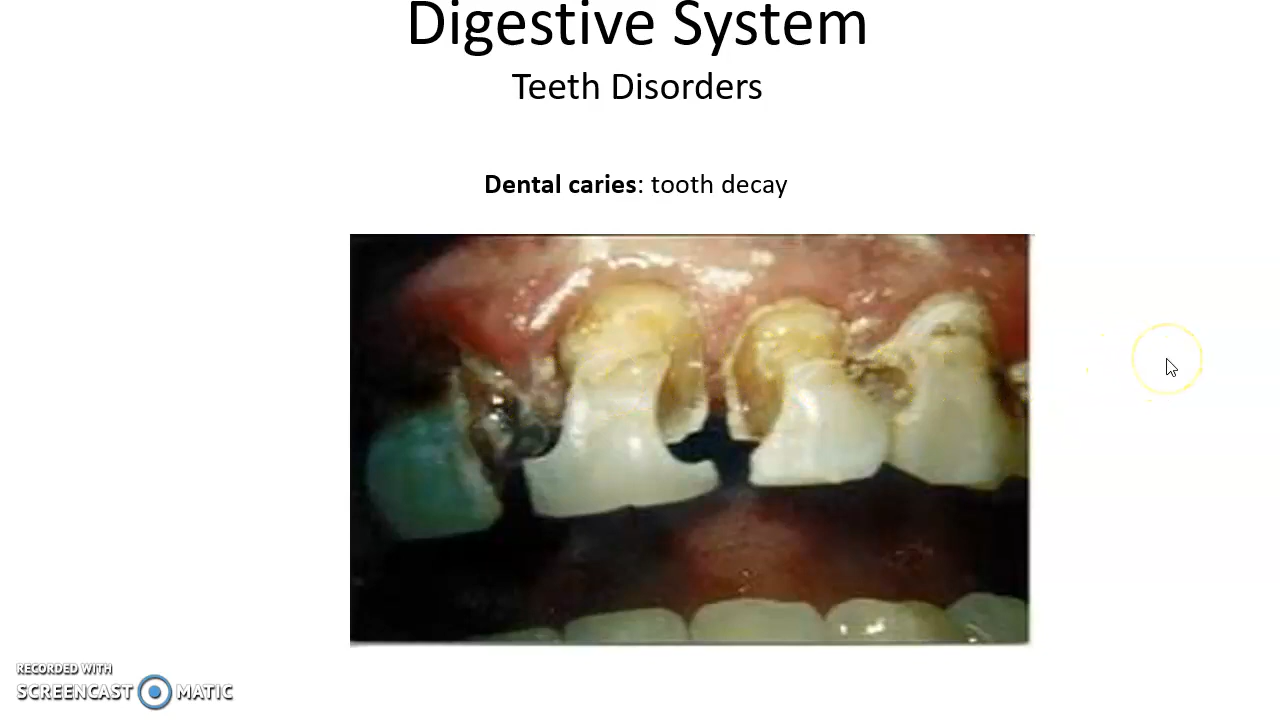 Digestive System
Teeth Disorders
Dental caries: tooth decay
RECORDED WITH
SCREENCAST MATIC